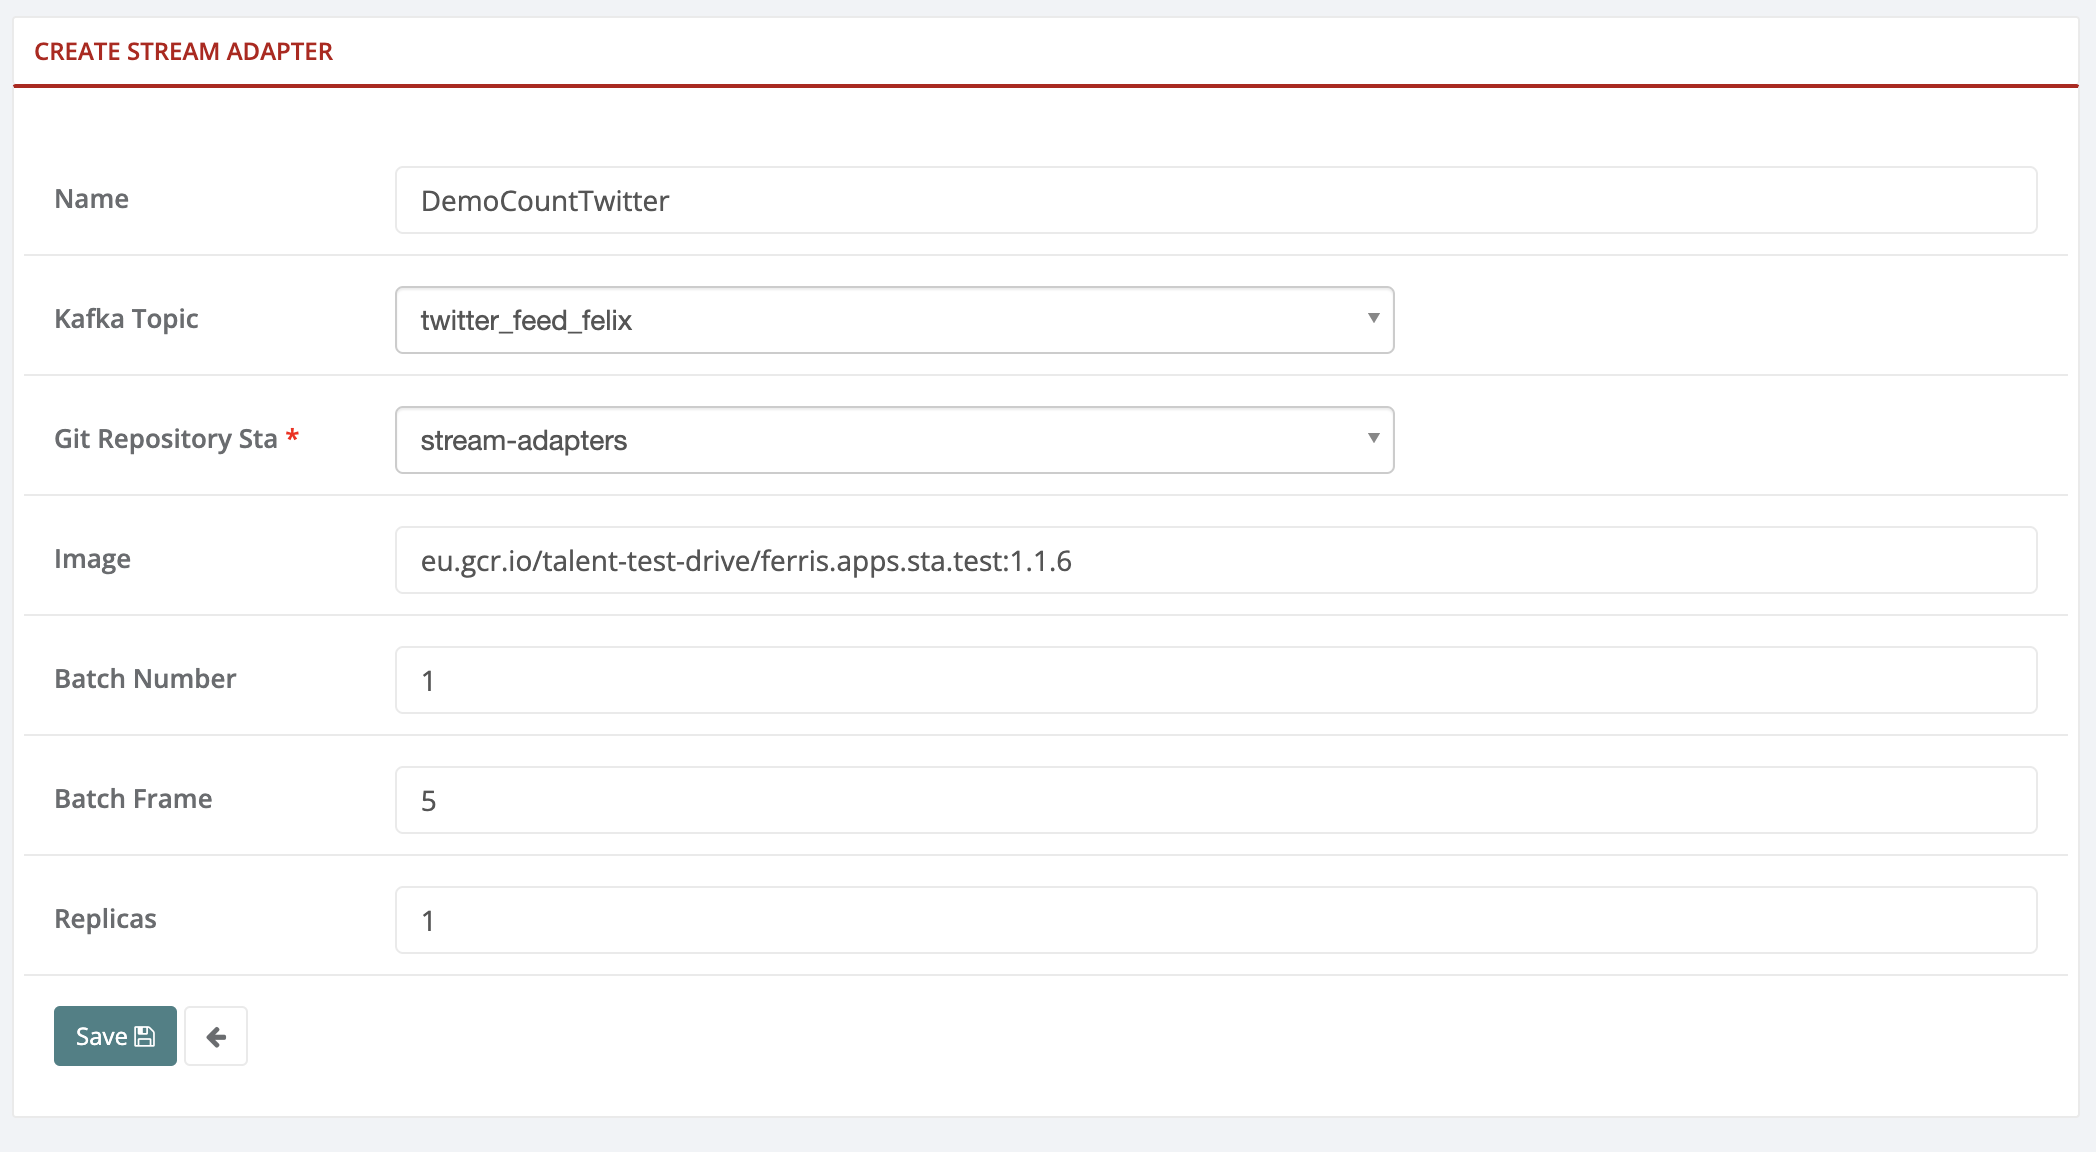 CREATE STREAM ADAPTER
Name
DemoCountTwitter
Kafka Topic
twitter_feed_felix
Git Repository Sta *
stream-adapters
Image
eu.gcr.io/talent-test-drive/ferris.apps.sta.test:1.1.6
Batch Number
1
Batch Frame
5
Replicas
1
Save